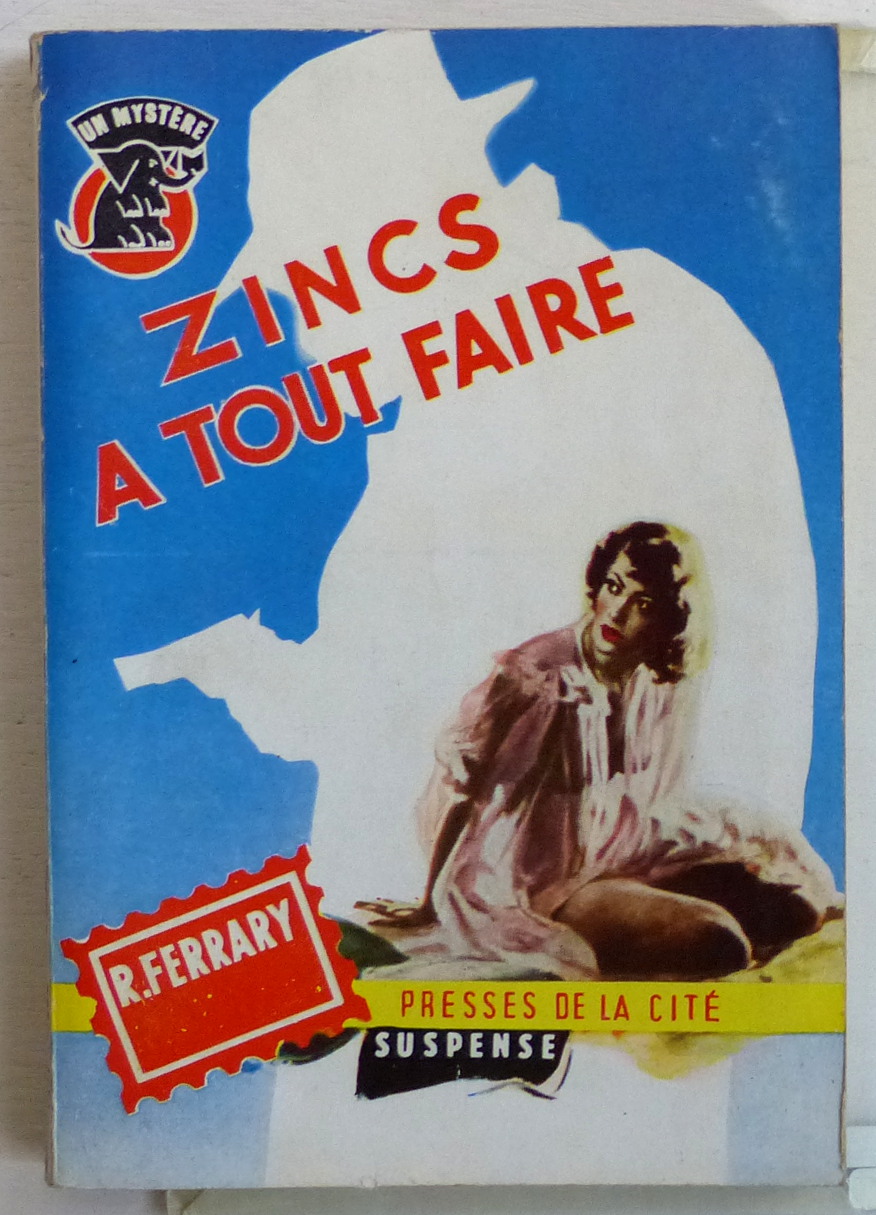 UN MYSTÈRE
ZINCS
A TOUT FAIRE
R.FERRARY
PRESSES DE LA CITÉ
SUSPENSE